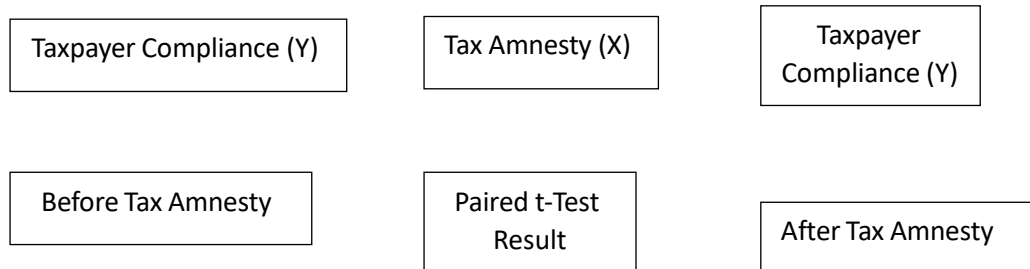 Taxpayer Compliance (Y)
Tax Amnesty (X)
Taxpayer
Compliance (Y)
Before Tax Amnesty
Paired t-Test
Result
After Tax Amnesty